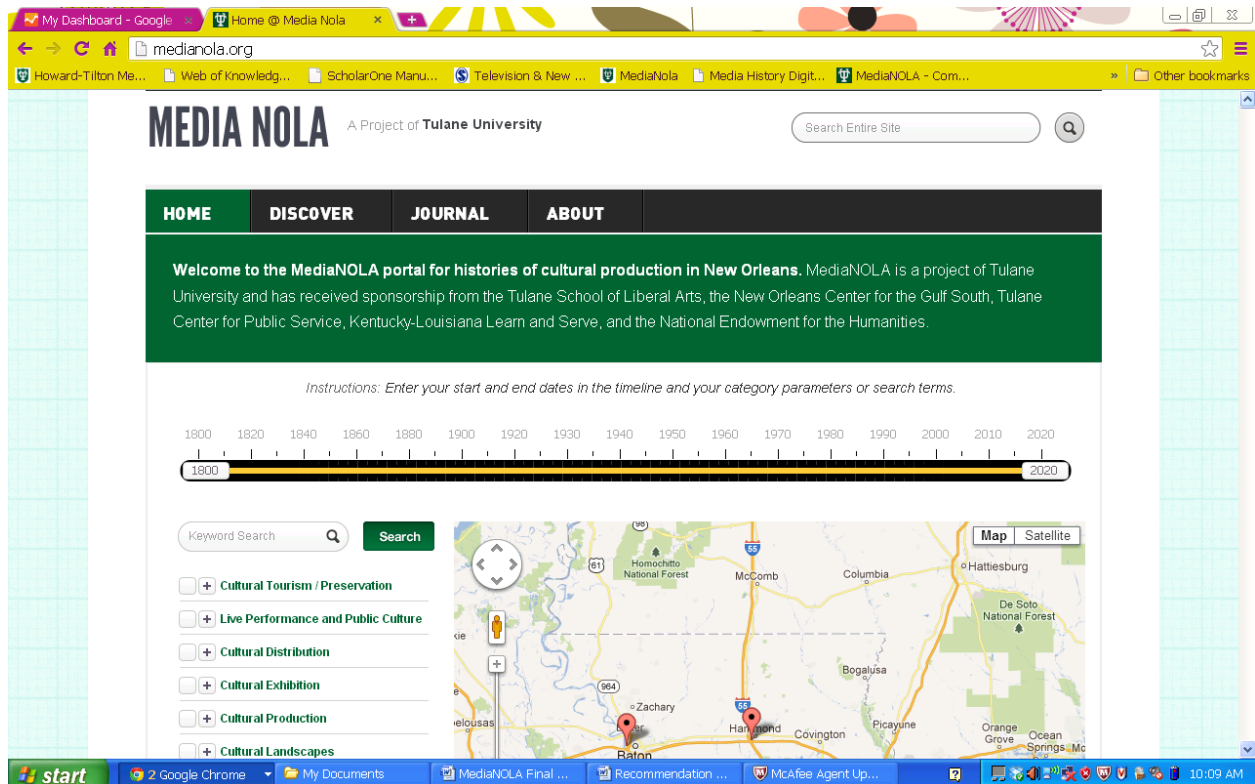 My Dashboard - Goo
Home @ Media Nola
medianola.org
Howard-Tilton Me...
Web of Knowledg...
ScholarOne Manu...
Television & New ...
MediaNola
Media History Digit...
MediaNOLA - Com...
»
Other bookmarks
MEDIA NOLA
A Project of Tulane University
Search Entire Site
HOME DISCOVER JOURNAL ABOUT
Welcome to the MediaNOLA portal for histories of cultural production in New Orleans. MediaNOLA is a project of Tulane
University and has received sponsorship from the Tulane School of Liberal Arts, the New Orleans Center for the Gulf South, Tulane
Center for Public Service, Kentucky-Louisiana Learn and Serve, and the National Endowment for the Humanities.
Instructions: Enter your start and end dates in the timeline and your category parameters or search terms.
1800 1820 1840 1860 1880 1900 1920 1930 1940 1950 1960 1970 1980 1990 2000 2010 2020
1800 2020
Keyword Search
Search
+ Cultural Tourism / Preservation
+ Live Performance and Public Culture
+ Cultural Distribution
+ Cultural Exhibition
+ Cultural Production
+ Cultural Landscapes
Map Satellite
98
61
Homochitto
National Forest
55
McComb
Columbia
Hattiesburg
De Soto
National Forest
kie
Bogalusa
964
Zachary
55
elousas
Hammond
Covington
Picayune
Orange
Grove
Ocean
Springs
Baton
start
2 Google Chrome
My Documents
MediaNOLA Final ...
Recommendation ...
McAfee Agent Up...
10:09 AM